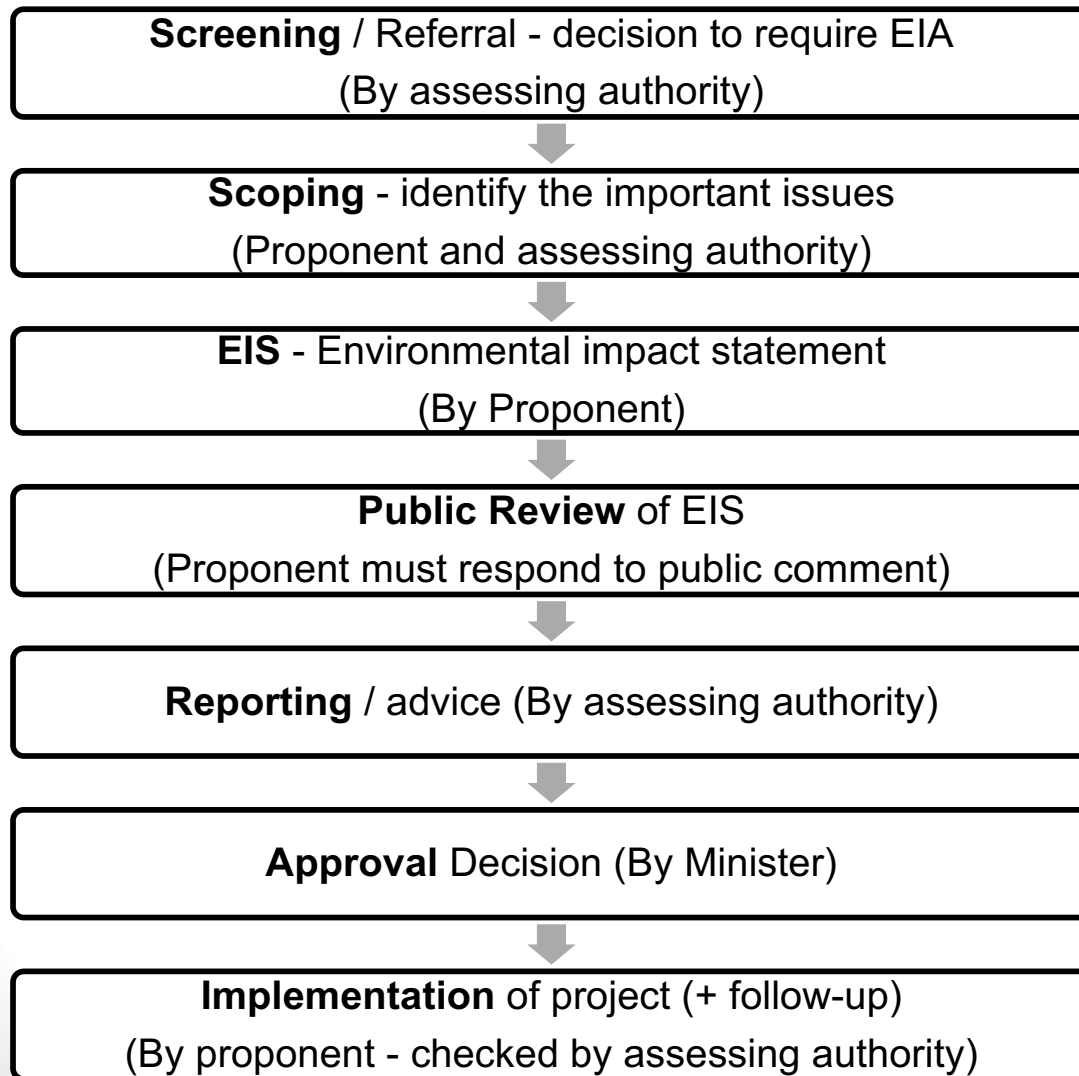 Screening / Referral - decision to require EIA
(By assessing authority)
Scoping - identify the important issues
(Proponent and assessing authority)
EIS - Environmental impact statement
(By Proponent)
Public Review of EIS
(Proponent must respond to public comment)
Reporting / advice (By assessing authority)
Approval Decision (By Minister)
Implementation of project (+ follow-up)
(By proponent - checked by assessing authority)